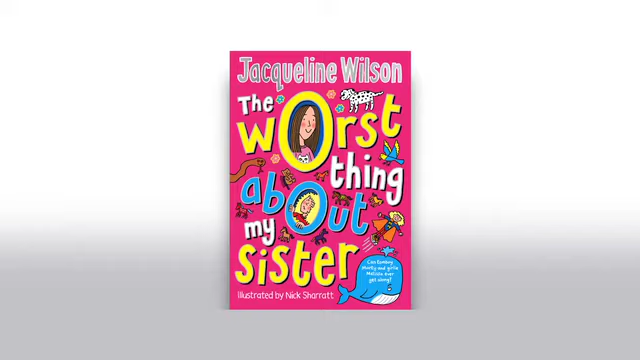 Jacqueline Wilson
The
worst
thing
about
my
sister
Can tomboy
Marty and girlie
Melissa ever
get along?
Illustrated by Nick Sharratt